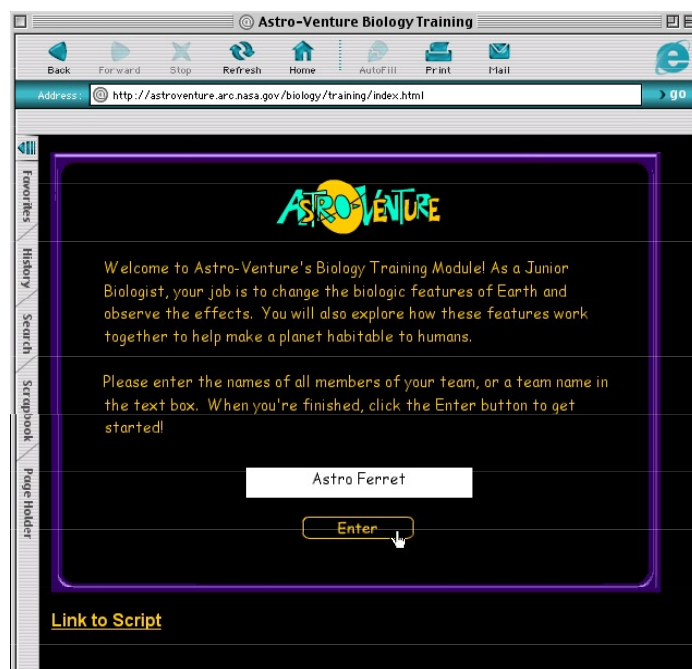 Astro-Venture Biology Training
Back Forward Stop Refresh Home AutoFill Print Mail
Address: http://astroventure.arc.nasa.gov/biology/training/index.html go
Favorites
History
Search
Scrapbook
Page Holder
ASTRO-VENTURE
Welcome to Astro-Venture's Biology Training Module! As a Junior
Biologist, your job is to change the biologic features of Earth and
observe the effects. You will also explore how these features work
together to help make a planet habitable to humans.
Please enter the names of all members of your team, or a team name in
the text box. When you're finished, click the Enter button to get
started!
Astro Ferret
Enter
Link to Script